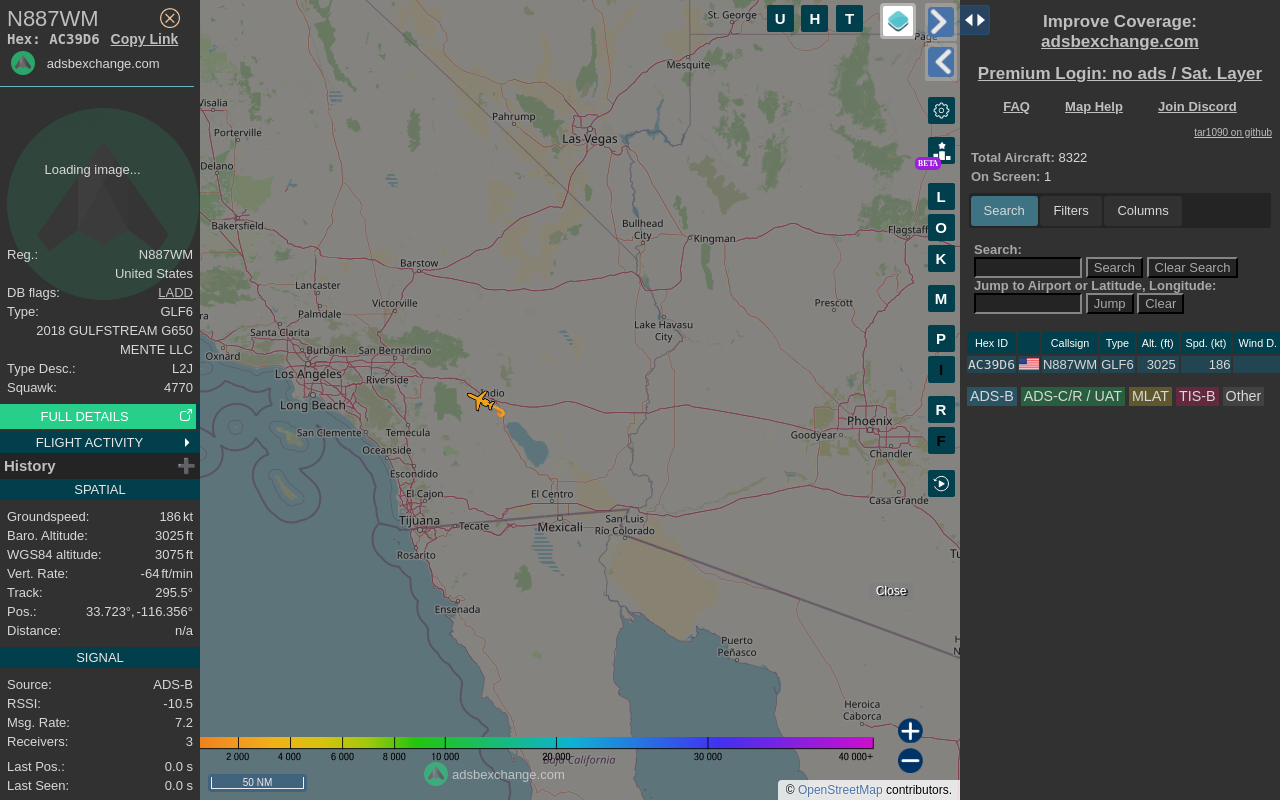 N887WM
Hex: AC39D6 Copy Link
adsbexchange.com
Loading image...
Reg.: N887WM
United States
DB flags: LADD
Type: GLF6
2018 GULFSTREAM G650
MENTE LLC
Type Desc.: L2J
Squawk: 4770
FULL DETAILS
FLIGHT ACTIVITY
History
SPATIAL
Groundspeed: 186 kt
Baro. Altitude: 3025 ft
WGS84 altitude: 3075 ft
Vert. Rate: -64 ft/min
Track: 295.5°
Pos.: 33.723°, -116.356°
Distance: n/a
SIGNAL
Source: ADS-B
RSSI: -10.5
Msg. Rate: 7.2
Receivers: 3
Last Pos.: 0.0 s
Last Seen: 0.0 s
St. George
Page
Mesquite
Visalia
Pahrump
Porterville
Las Vegas
Delano
Bakersfield
Bullhead
City
Kingman
Flagstaff
Barstow
Lancaster
Victorville
Palmdale
Prescott
Lake Havasu
City
Santa Clarita
Oxnard
Burbank
San Bernardino
Los Angeles
Riverside
Indio
Long Beach
Phoenix
San Clemente
Temecula
Goodyear
Oceanside
Chandler
Escondido
El Cajon
El Centro
Casa Grande
Tijuana
Tecate
Mexicali
San Luis
Río Colorado
Rosarito
Ensenada
Puerto
Peñasco
Heroica
Caborca
Baja California
U H T
BETA
L
O
K
M
P
I
R
F
Close
2 000 4 000 6 000 8 000 10 000 20 000 30 000 40 000+
adsbexchange.com
50 NM
© OpenStreetMap contributors.
Improve Coverage:
adsbexchange.com
Premium Login: no ads / Sat. Layer
FAQ Map Help Join Discord
tar1090 on github
Total Aircraft: 8322
On Screen: 1
Search Filters Columns
Search:
Search Clear Search
Jump to Airport or Latitude, Longitude:
Jump Clear
Hex ID Callsign Type Alt. (ft) Spd. (kt) Wind D.
AC39D6 N887WM GLF6 3025 186
ADS-B ADS-C/R / UAT MLAT TIS-B Other